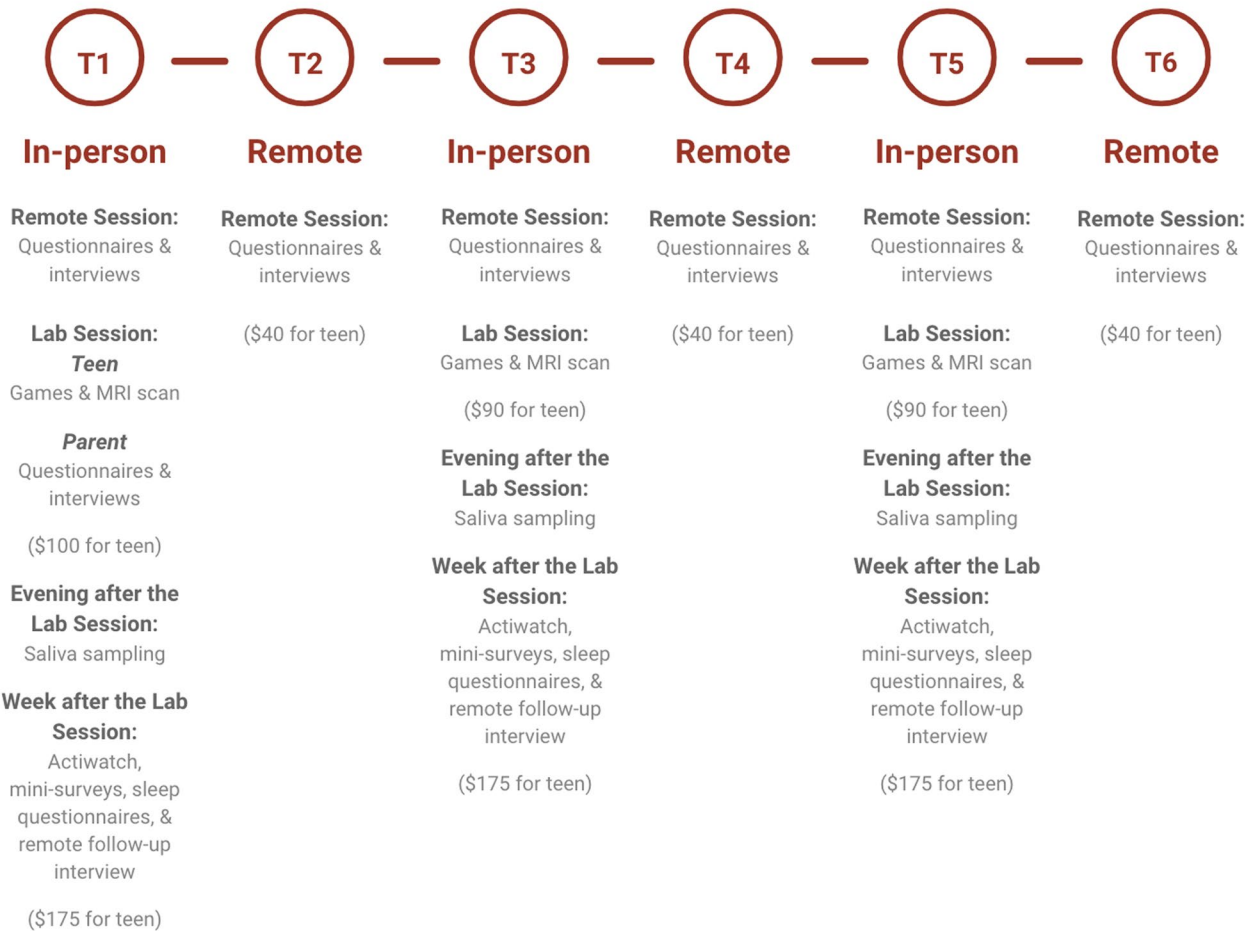 T1
In-person
Remote Session:
Questionnaires &
interviews
Lab Session:
Teen
Games & MRI scan
Parent
Questionnaires &
interviews
($100 for teen)
Evening after the
Lab Session:
Saliva sampling
Week after the Lab
Session:
Actiwatch,
mini-surveys, sleep
questionnaires, &
remote follow-up
interview
($175 for teen)
T2
Remote
Remote Session:
Questionnaires &
interviews
($40 for teen)
T3
In-person
Remote Session:
Questionnaires &
interviews
Lab Session:
Games & MRI scan
($90 for teen)
Evening after the
Lab Session:
Saliva sampling
Week after the Lab
Session:
Actiwatch,
mini-surveys, sleep
questionnaires, &
remote follow-up
interview
($175 for teen)
T4
Remote
Remote Session:
Questionnaires &
interviews
($40 for teen)
T5
In-person
Remote Session:
Questionnaires &
interviews
Lab Session:
Games & MRI scan
($90 for teen)
Evening after the
Lab Session:
Saliva sampling
Week after the Lab
Session:
Actiwatch,
mini-surveys, sleep
questionnaires, &
remote follow-up
interview
($175 for teen)
T6
Remote
Remote Session:
Questionnaires &
interviews
($40 for teen)